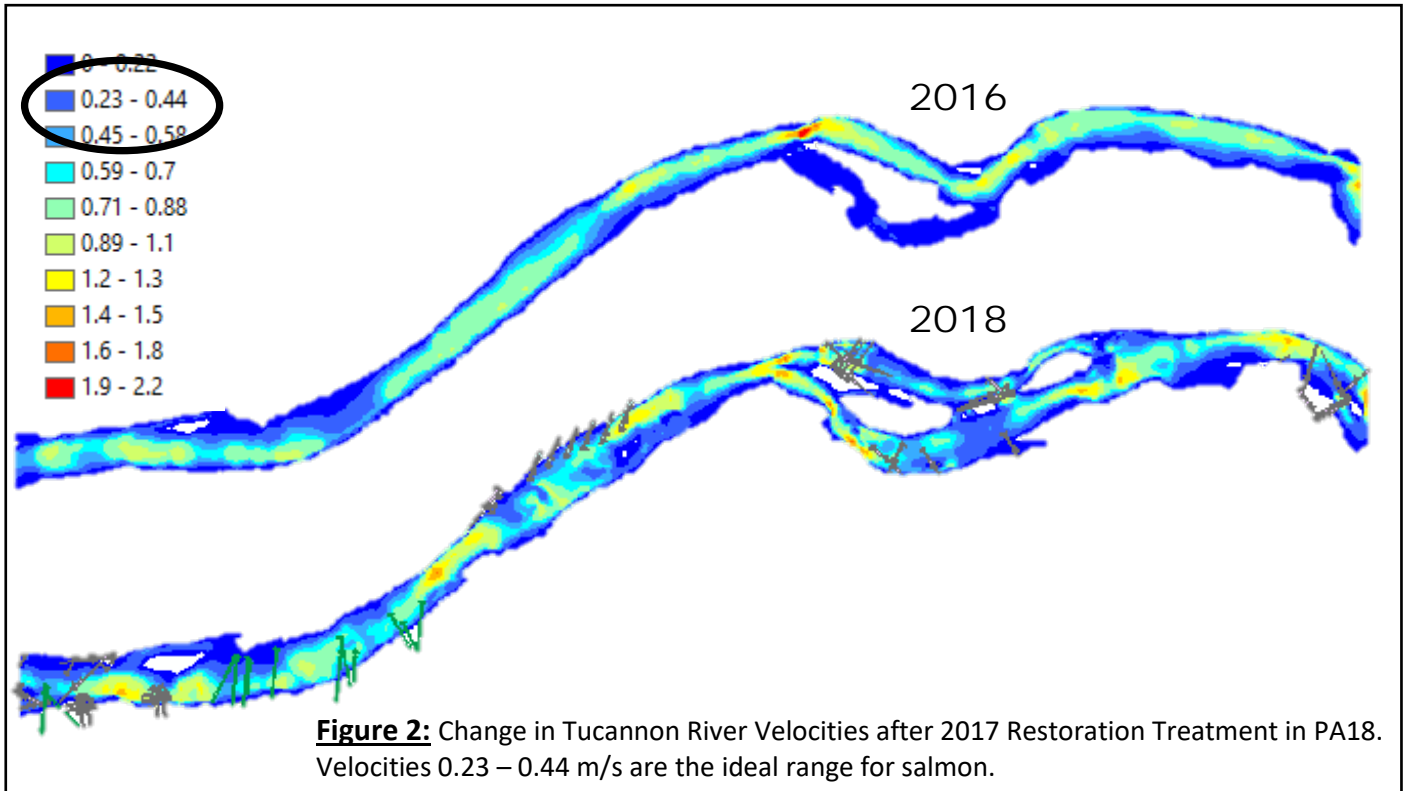 0 - 0.22
0.23 - 0.44
0.45 - 0.58
0.59 - 0.7
0.71 - 0.88
0.89 - 1.1
1.2 - 1.3
1.4 - 1.5
1.6 - 1.8
1.9 - 2.2
2016
2018
Figure 2: Change in Tucannon River Velocities after 2017 Restoration Treatment in PA18.
Velocities 0.23 – 0.44 m/s are the ideal range for salmon.